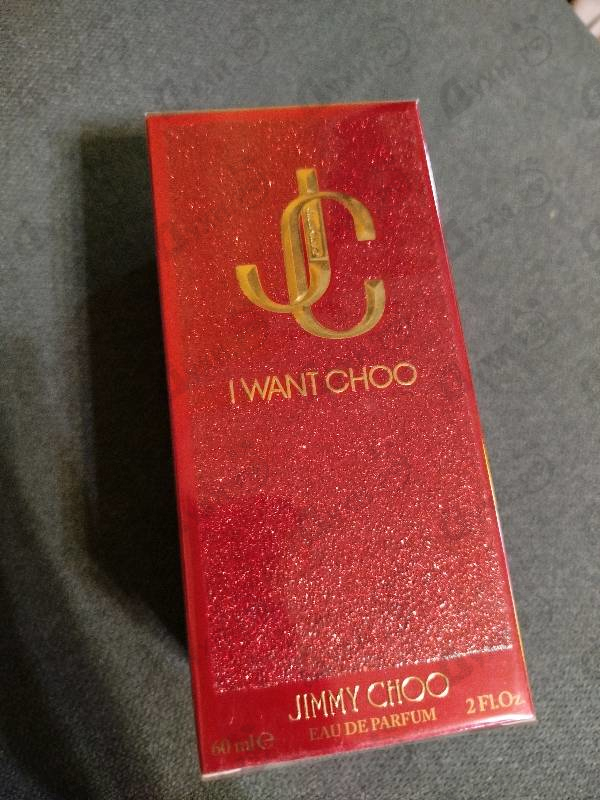 JC
I WANT CHOO
JIMMY CHOO
EAU DE PARFUM
60 ml e 2 FL Oz